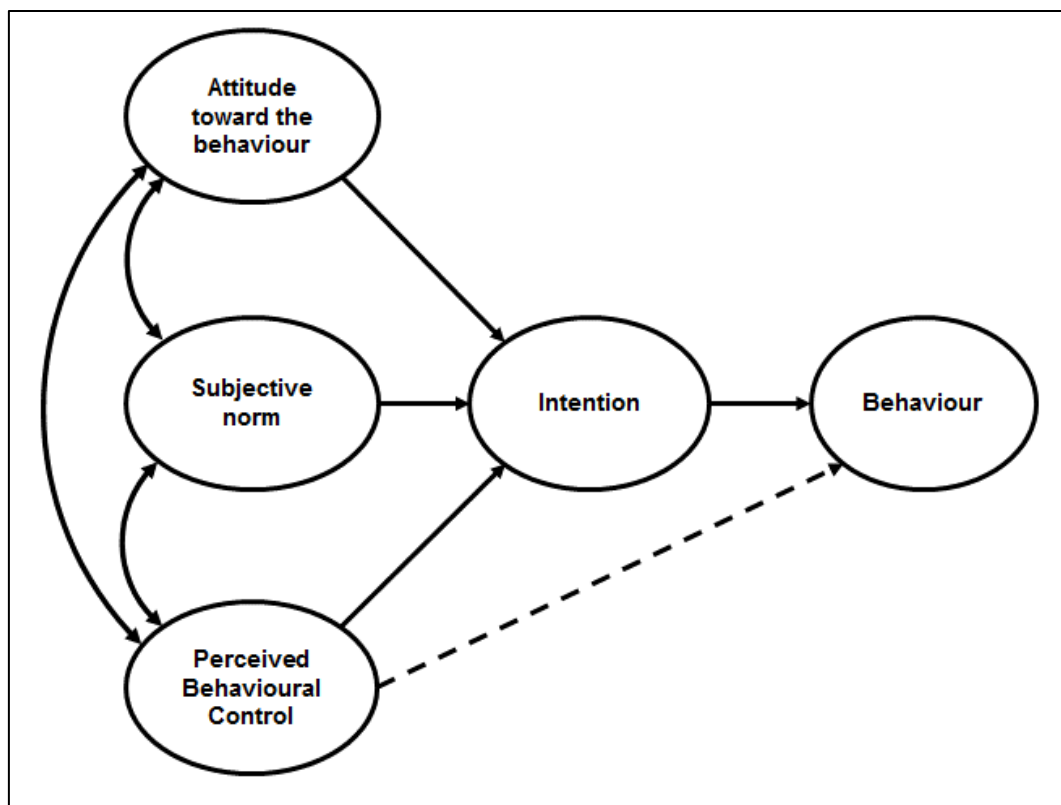 Attitude
toward the
behaviour
Subjective
norm
Intention
Behaviour
Perceived
Behavioural
Control